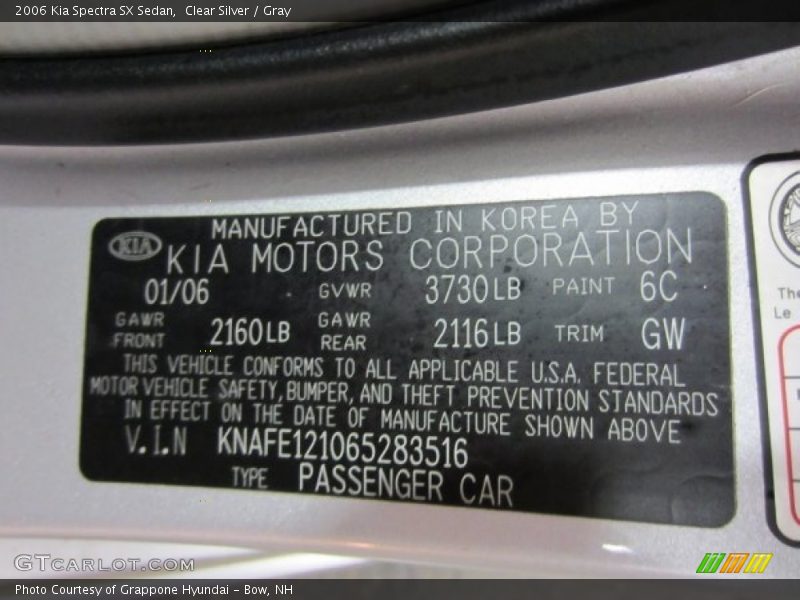 2006 Kia Spectra SX Sedan,  Clear Silver / Gray
MANUFACTURED IN KOREA BY
KIA KIA MOTORS CORPORATION
01/06 GVWR 3730LB PAINT 6C
GAWR FRONT 2160LB GAWR REAR 2116LB TRIM GW
THIS VEHICLE CONFORMS TO ALL APPLICABLE U.S.A. FEDERAL
MOTOR VEHICLE SAFETY, BUMPER, AND THEFT PREVENTION STANDARDS
IN EFFECT ON THE DATE OF MANUFACTURE SHOWN ABOVE
V.I.N KNAFE121065283516
TYPE PASSENGER CAR
The
Le
GTCARLOT.COM
Photo Courtesy of Grappone Hyundai - Bow, NH